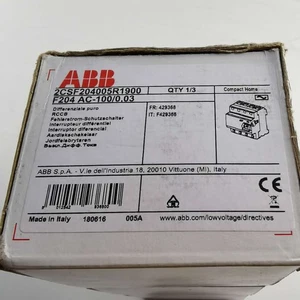 ABB
2CSF204005R1900 QTY 1/3
F204 AC-100/0,03
Compact Home
Differenziale puro
RCCB
Fehlerstrom-Schutzschalter
Interrupteur différentiel
Interruptor diferencial
Aardlekschakelaar
Jordfelsbrytaren
FR: 429366
IT: F429366
ABB S.p.A. - V.le dell'Industria 18, 20010 Vittuone (MI), Italy
Made in Italy 180616 005A www.abb.com/lowvoltage/directives